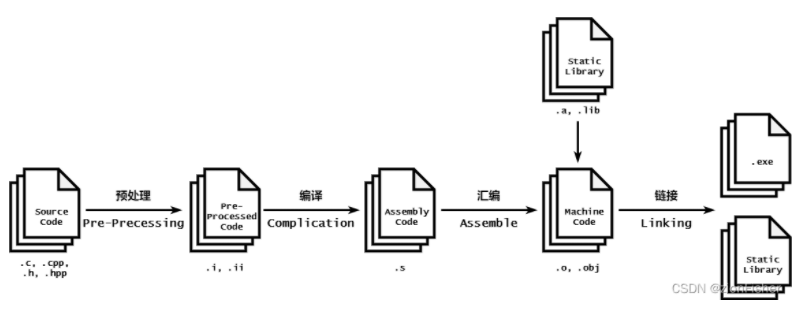 Static
Library
.a, .lib
Source
Code
.c, .cpp,
.h, .hpp
预处理
Pre-Precessing
Pre-
Processed
Code
.i, .ii
编译
Complication
Assembly
Code
.s
汇编
Assemble
Machine
Code
.o, .obj
链接
Linking
.exe
Static
Library